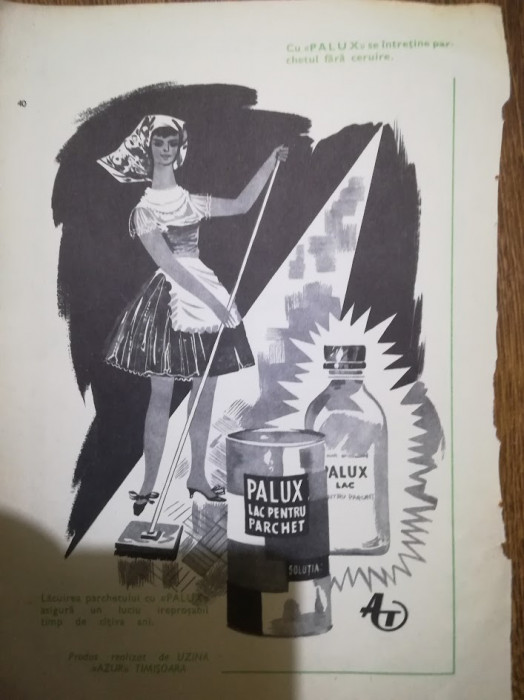 Cu «PALUX» se întreține par-
chetul fără ceruire.
40
PALUX
LAC
PALUX
LAC PENTRU
PARCHET
SOLUȚIA
AT
Lăcuirea parchetului cu «PALUX»
asigură un luciu ireproșabil
timp de cîțiva ani.
Produs realizat de UZINA
«AZUR» TIMIȘOARA